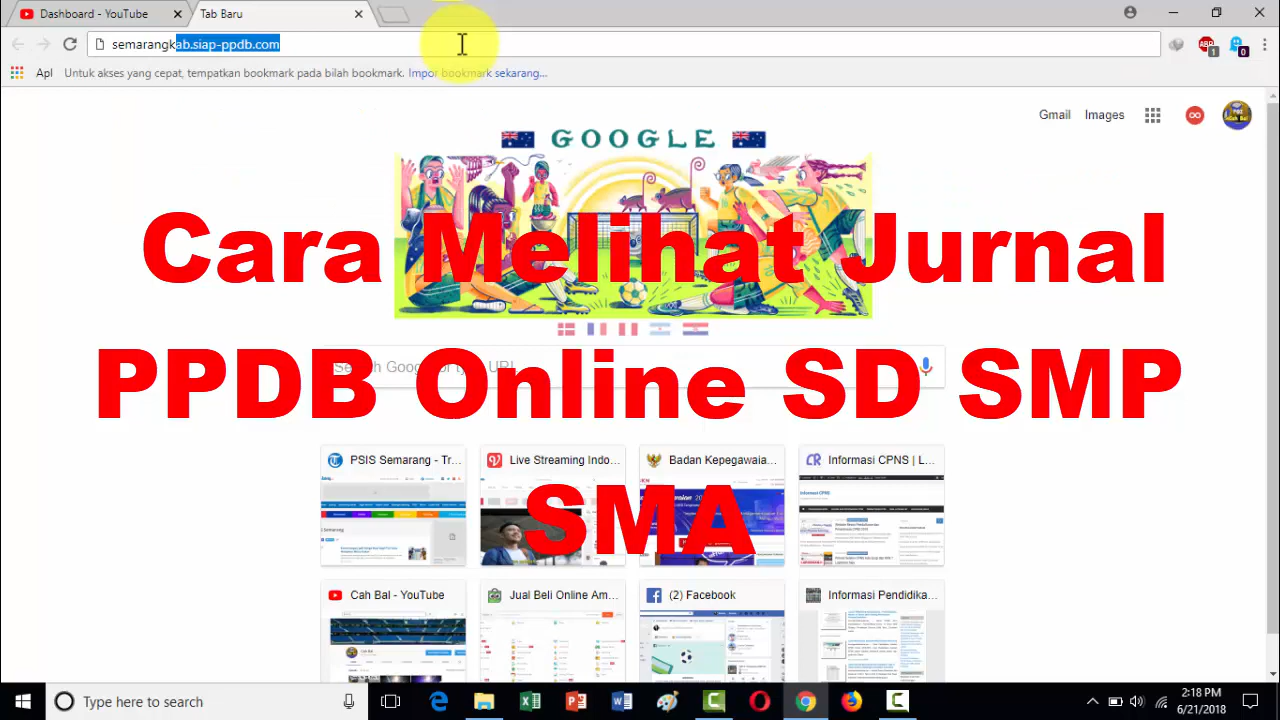 Dashboard - YouTube
Tab Baru
semarangkab.siap-ppdb.com
ABP
1
0
Apl
Untuk akses yang cepat, tempatkan bookmark pada bilah bookmark. Impor bookmark sekarang...
Gmail Images
GOOGLE
Cara Melihat Jurnal
PPDB Online SD SMP
SMA
PSIS Semarang - Tr...
Live Streaming Indo...
Badan Kepegawaia...
Informasi CPNS | L...
Cah Bal - YouTube
Jual Beli Online Am...
(2) Facebook
Informasi Pendidika...
Type here to search
2:18 PM
6/21/2018